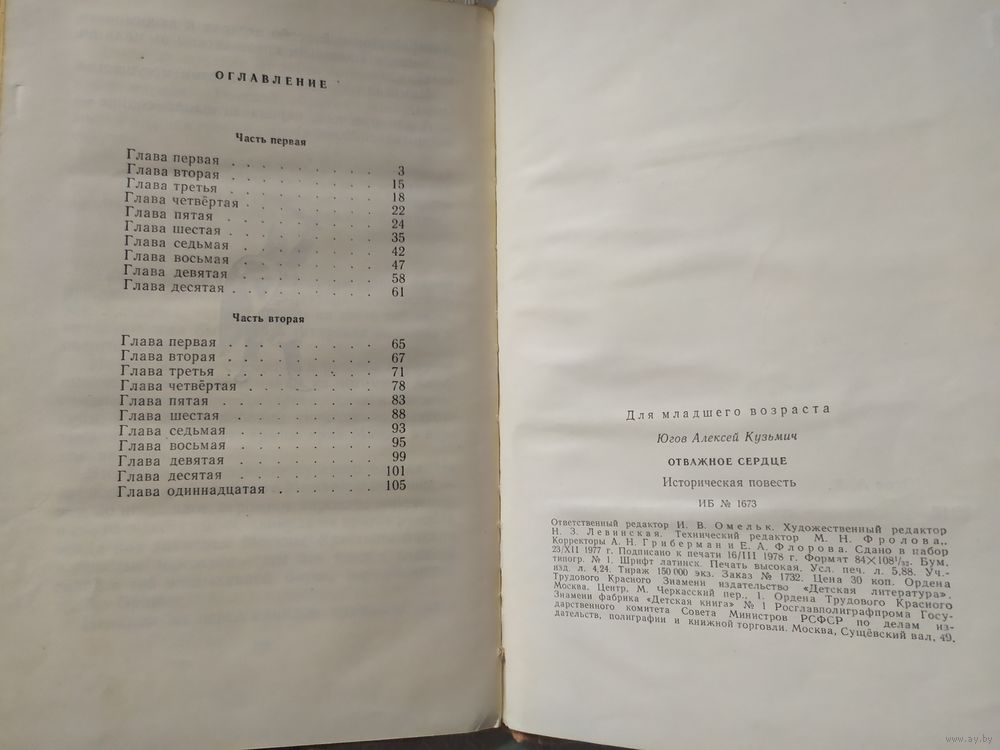 ОГЛАВЛЕНИЕ
Часть первая
Глава первая . . . . . . . . . . 3
Глава вторая . . . . . . . . . . 15
Глава третья . . . . . . . . . . 18
Глава четвёртая . . . . . . . . . 22
Глава пятая . . . . . . . . . . 24
Глава шестая . . . . . . . . . . 35
Глава седьмая . . . . . . . . . 42
Глава восьмая . . . . . . . . . 47
Глава девятая . . . . . . . . . 58
Глава десятая . . . . . . . . . 61
Часть вторая
Глава первая . . . . . . . . . 65
Глава вторая . . . . . . . . . 67
Глава третья . . . . . . . . . 71
Глава четвёртая . . . . . . . . 78
Глава пятая . . . . . . . . . 83
Глава шестая . . . . . . . . . 88
Глава седьмая . . . . . . . . 93
Глава восьмая . . . . . . . . 95
Глава девятая . . . . . . . . 99
Глава десятая . . . . . . . . 101
Глава одиннадцатая . . . . . . 105
Для младшего возраста
Югов Алексей Кузьмич
ОТВАЖНОЕ СЕРДЦЕ
Историческая повесть
ИБ № 1673
Ответственный редактор И. В. Омельк. Художественный редактор
Н. З. Левинская. Технический редактор М. Н. Фролова.
Корректоры А. Н. Гриберман и Е. А. Флорова. Сдано в набор
23/XII 1977 г. Подписано к печати 16/III 1978 г. Формат 84×108¹/₃₂. Бум.
типогр. № 1. Шрифт латинск. Печать высокая. Усл. печ. л. 5,88. Уч.-
изд. л. 4,24. Тираж 150 000 экз. Заказ № 1732. Цена 30 коп. Ордена
Трудового Красного Знамени издательство «Детская литература».
Москва, Центр, М. Черкасский пер., 1. Ордена Трудового Красного
Знамени фабрика «Детская книга» № 1 Росглавполиграфпрома Госу-
дарственного комитета Совета Министров РСФСР по делам из-
дательств, полиграфии и книжной торговли. Москва, Сущёвский вал, 49.
www.ay.by